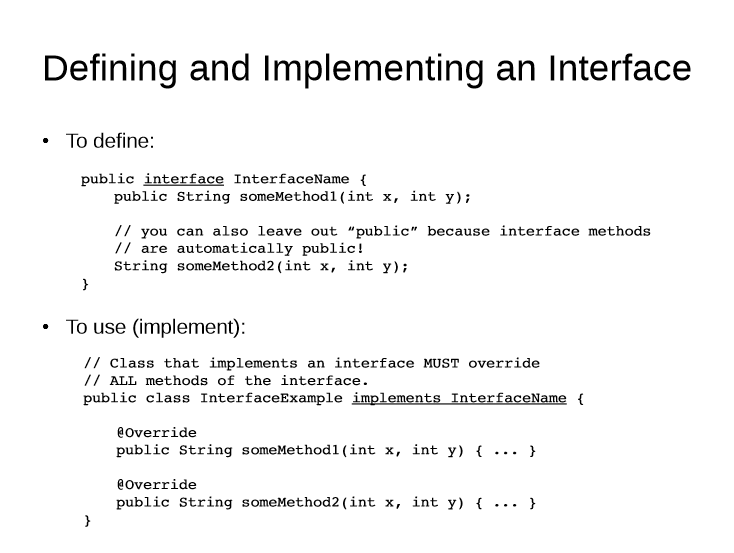 Defining and Implementing an Interface
• To define:
public interface InterfaceName {
public String someMethod1(int x, int y);
// you can also leave out “public” because interface methods
// are automatically public!
String someMethod2(int x, int y);
}
• To use (implement):
// Class that implements an interface MUST override
// ALL methods of the interface.
public class InterfaceExample implements InterfaceName {
@Override
public String someMethod1(int x, int y) { ... }
@Override
public String someMethod2(int x, int y) { ... }
}